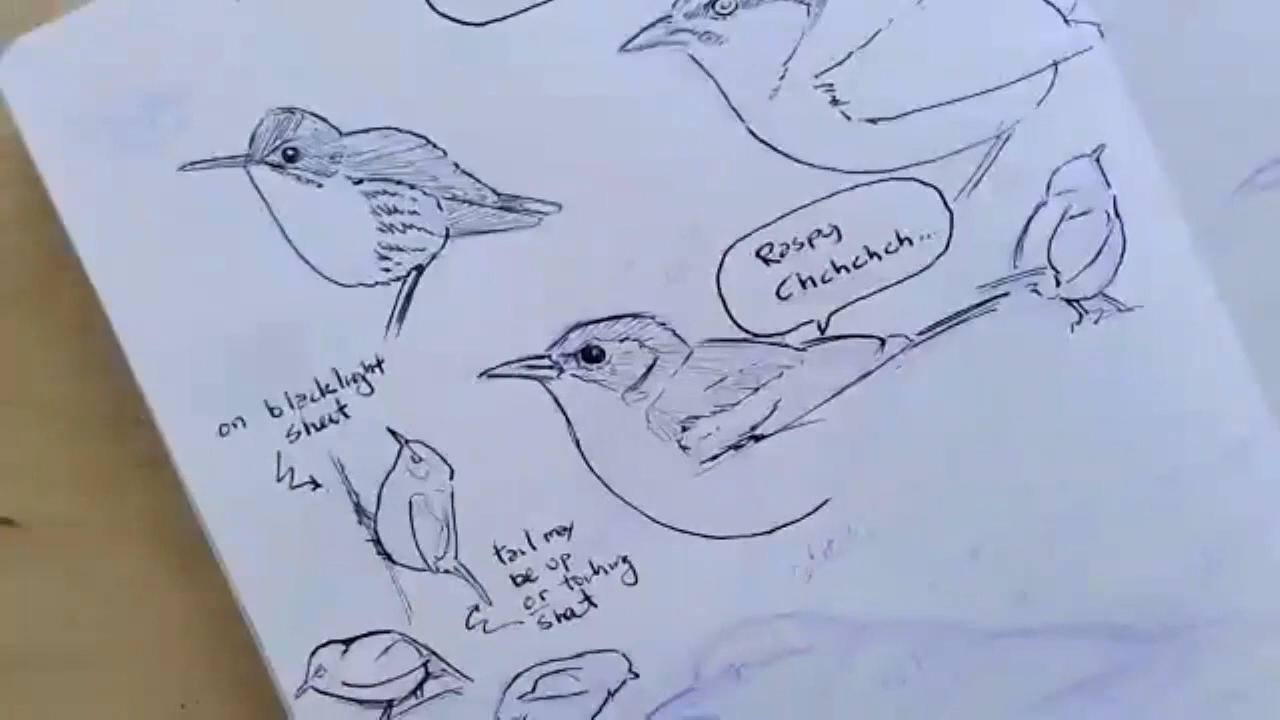 Raspy
Chchchch...
on blacklight
sheet
tail may
be up
or touching
sheet